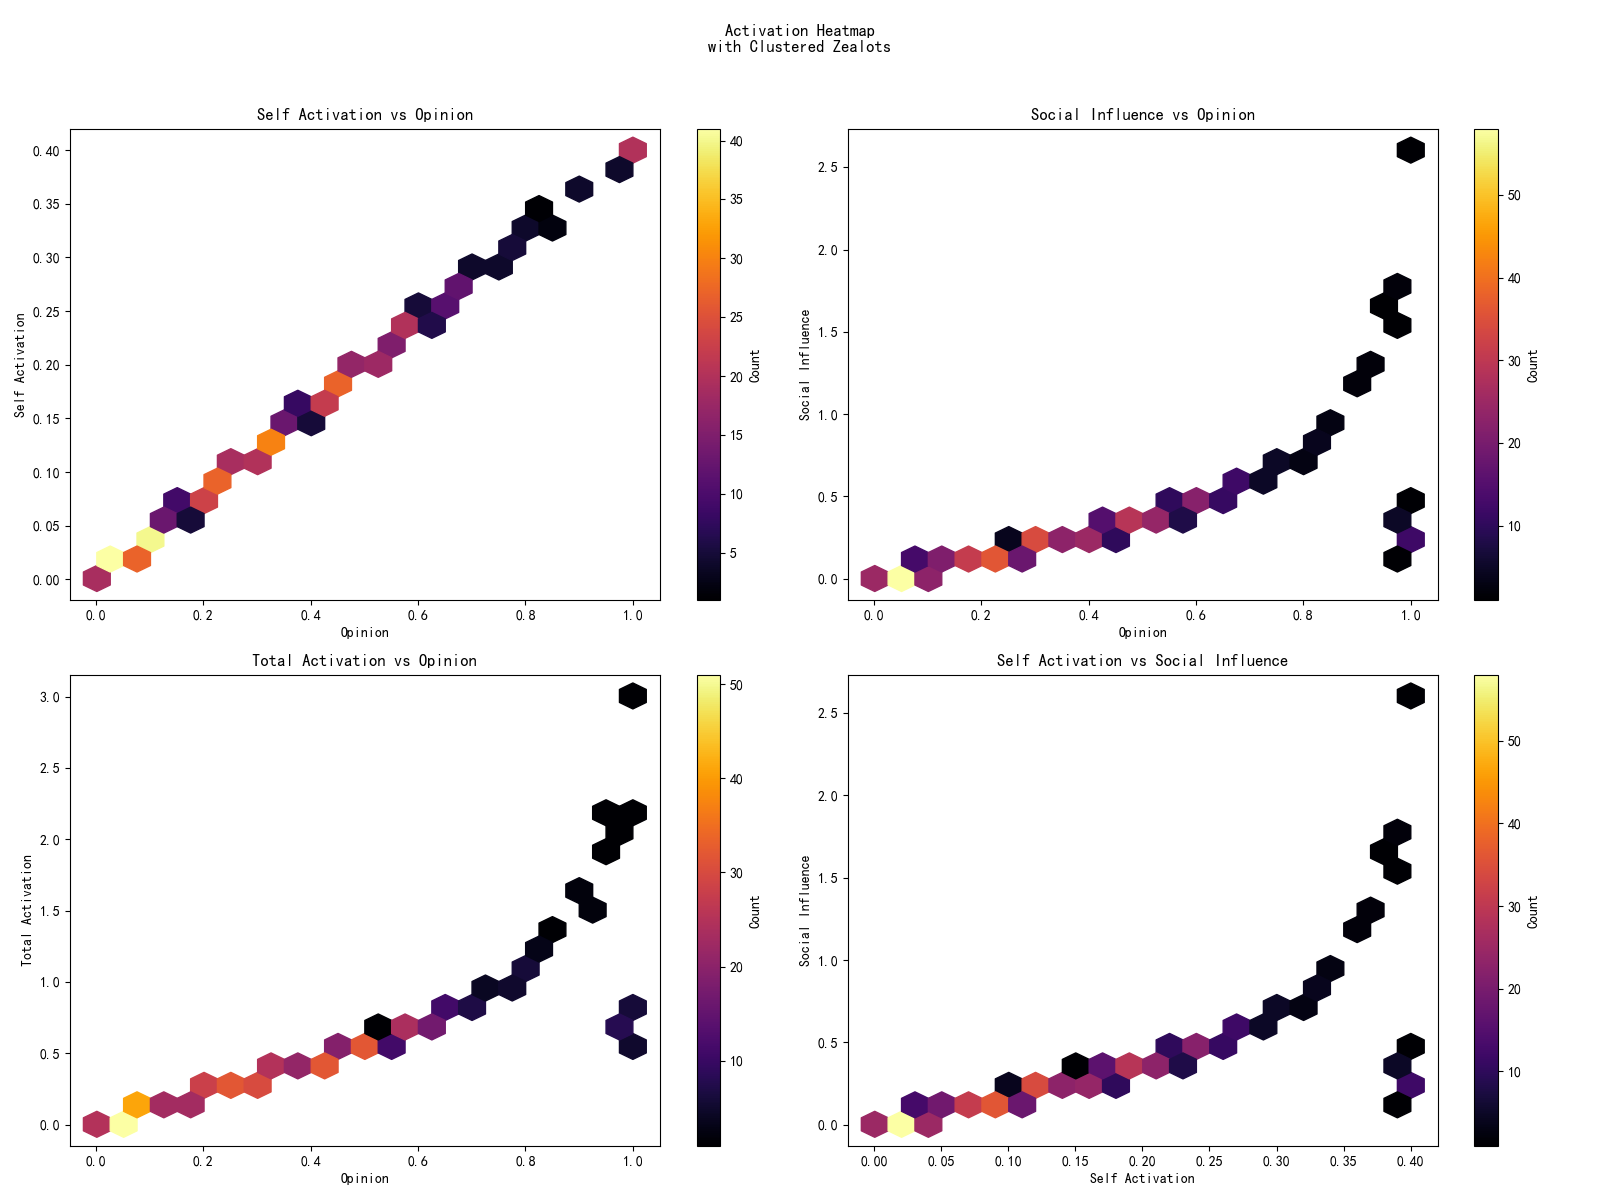 Activation Heatmap
with Clustered Zealots
Self Activation vs Opinion
Self Activation
0.40
0.35
0.30
0.25
0.20
0.15
0.10
0.05
0.00
0.0 0.2 0.4 0.6 0.8 1.0
Opinion
40
35
30
25
20
15
10
5
Count
Social Influence vs Opinion
Social Influence
2.5
2.0
1.5
1.0
0.5
0.0
0.0 0.2 0.4 0.6 0.8 1.0
Opinion
50
40
30
20
10
Count
Total Activation vs Opinion
Total Activation
3.0
2.5
2.0
1.5
1.0
0.5
0.0
0.0 0.2 0.4 0.6 0.8 1.0
Opinion
50
40
30
20
10
Count
Self Activation vs Social Influence
Social Influence
2.5
2.0
1.5
1.0
0.5
0.0
0.00 0.05 0.10 0.15 0.20 0.25 0.30 0.35 0.40
Self Activation
50
40
30
20
10
Count